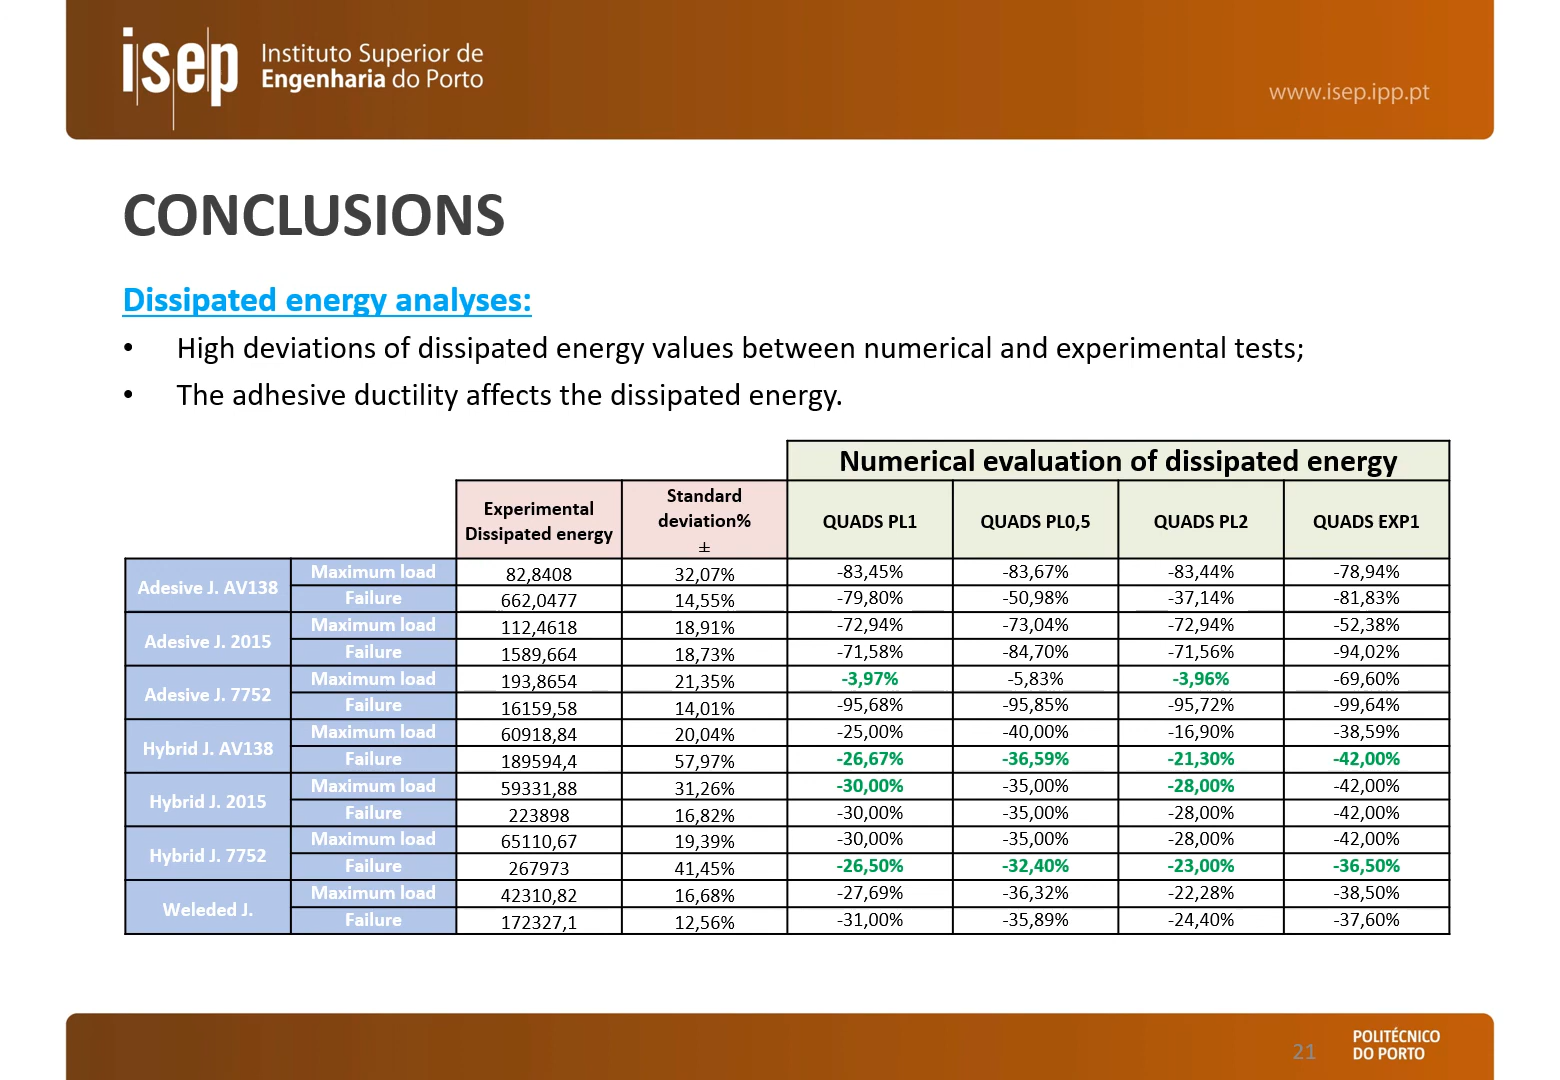 isep
Instituto Superior de
Engenharia do Porto
www.isep.ipp.pt
CONCLUSIONS
Dissipated energy analyses:
• High deviations of dissipated energy values between numerical and experimental tests;
• The adhesive ductility affects the dissipated energy.
Numerical evaluation of dissipated energy
Experimental Dissipated energy Standard deviation% ± QUADS PL1 QUADS PL0,5 QUADS PL2 QUADS EXP1
Adesive J. AV138 Maximum load 82,8408 32,07% -83,45% -83,67% -83,44% -78,94%
Failure 662,0477 14,55% -79,80% -50,98% -37,14% -81,83%
Adesive J. 2015 Maximum load 112,4618 18,91% -72,94% -73,04% -72,94% -52,38%
Failure 1589,664 18,73% -71,58% -84,70% -71,56% -94,02%
Adesive J. 7752 Maximum load 193,8654 21,35% -3,97% -5,83% -3,96% -69,60%
Failure 16159,58 14,01% -95,68% -95,85% -95,72% -99,64%
Hybrid J. AV138 Maximum load 60918,84 20,04% -25,00% -40,00% -16,90% -38,59%
Failure 189594,4 57,97% -26,67% -36,59% -21,30% -42,00%
Hybrid J. 2015 Maximum load 59331,88 31,26% -30,00% -35,00% -28,00% -42,00%
Failure 223898 16,82% -30,00% -35,00% -28,00% -42,00%
Hybrid J. 7752 Maximum load 65110,67 19,39% -30,00% -35,00% -28,00% -42,00%
Failure 267973 41,45% -26,50% -32,40% -23,00% -36,50%
Weleded J. Maximum load 42310,82 16,68% -27,69% -36,32% -22,28% -38,50%
Failure 172327,1 12,56% -31,00% -35,89% -24,40% -37,60%
21
POLITÉCNICO
DO PORTO